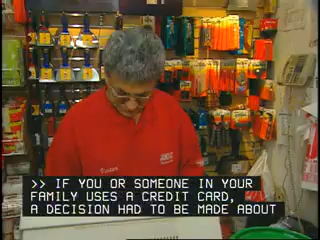 >> IF YOU OR SOMEONE IN YOUR
FAMILY USES A CREDIT CARD,
A DECISION HAD TO BE MADE ABOUT